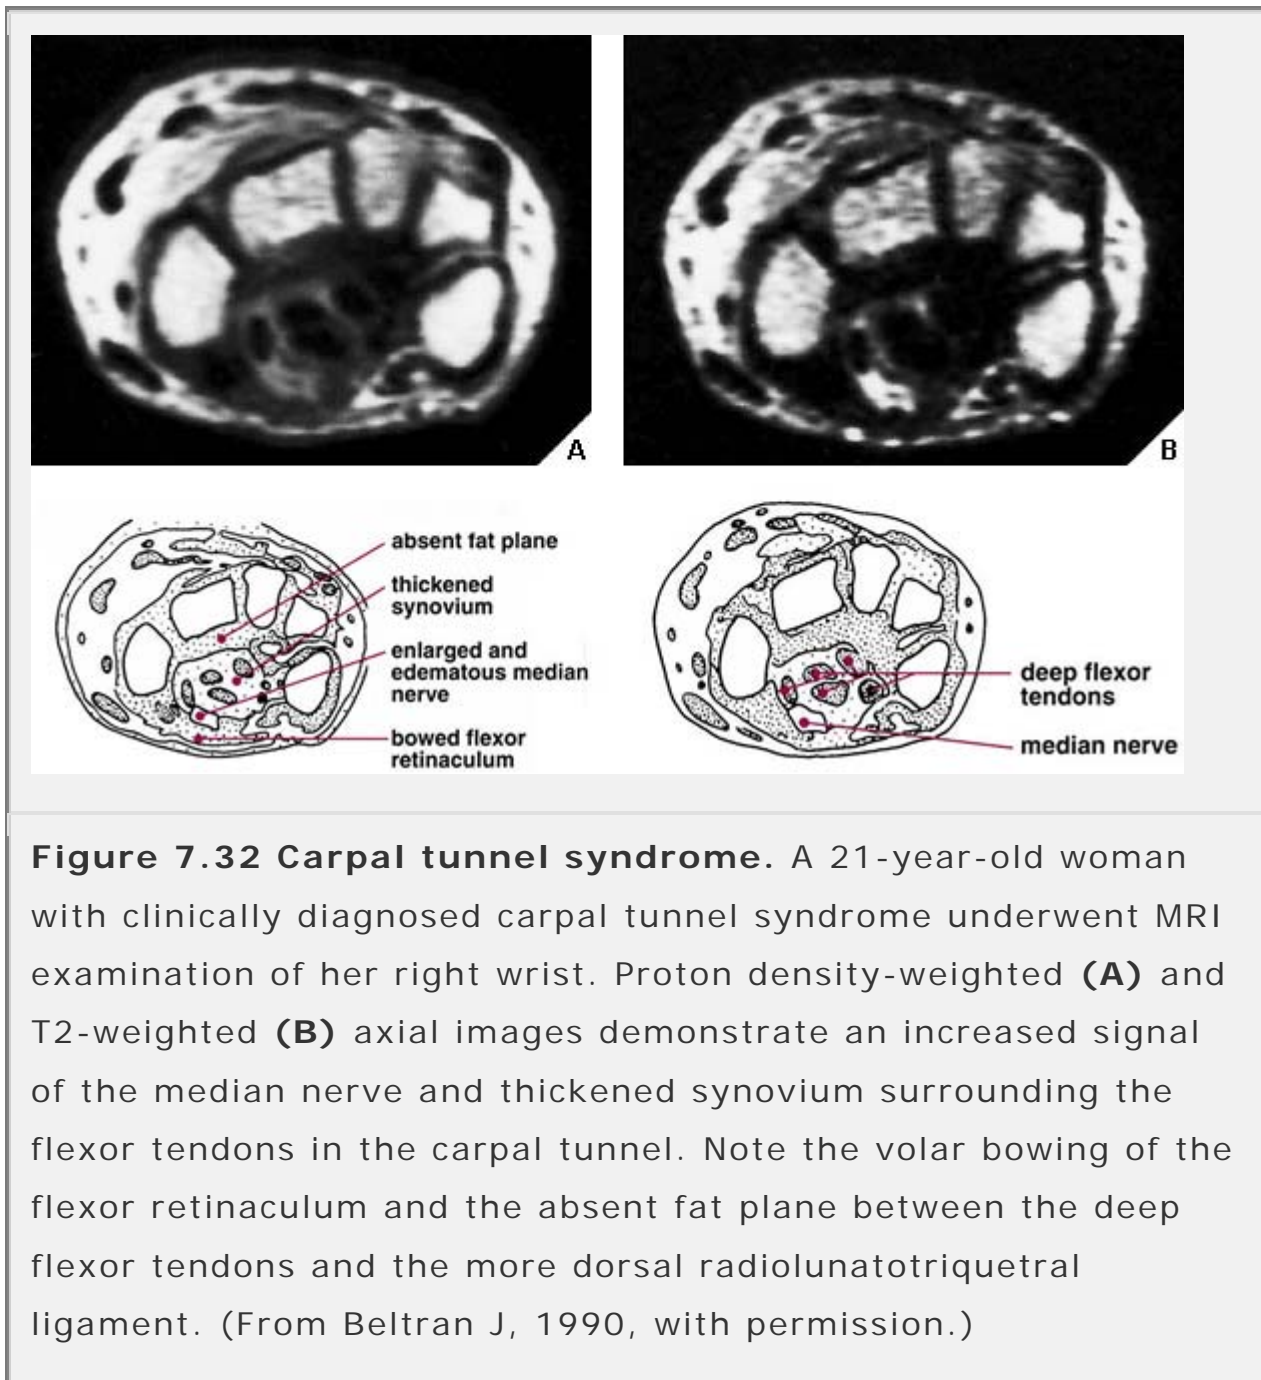 A
B
absent fat plane
thickened
synovium
enlarged and
edematous median
nerve
bowed flexor
retinaculum
deep flexor
tendons
median nerve
Figure 7.32 Carpal tunnel syndrome. A 21-year-old woman
with clinically diagnosed carpal tunnel syndrome underwent MRI
examination of her right wrist. Proton density-weighted (A) and
T2-weighted (B) axial images demonstrate an increased signal
of the median nerve and thickened synovium surrounding the
flexor tendons in the carpal tunnel. Note the volar bowing of the
flexor retinaculum and the absent fat plane between the deep
flexor tendons and the more dorsal radiolunatotriquetral
ligament. (From Beltran J, 1990, with permission.)